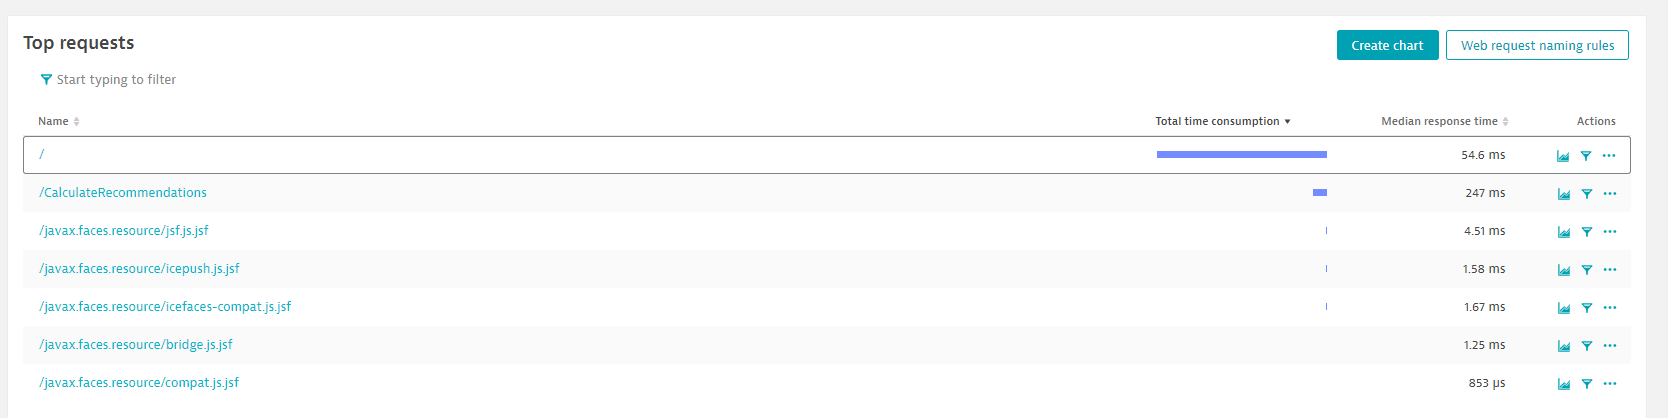 Top requests
Create chart
Web request naming rules
Start typing to filter
Name Total time consumption Median response time Actions
/ 54.6 ms
/CalculateRecommendations 247 ms
/javax.faces.resource/jsf.js.jsf 4.51 ms
/javax.faces.resource/icepush.js.jsf 1.58 ms
/javax.faces.resource/icefaces-compat.js.jsf 1.67 ms
/javax.faces.resource/bridge.js.jsf 1.25 ms
/javax.faces.resource/compat.js.jsf 853 µs